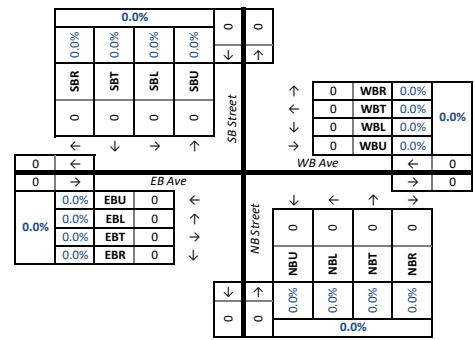 0.0% 0 0
0.0% 0.0% 0.0% 0.0% ↓ ↑
SBR SBT SBL SBU
0 0 0 0
SB Street
← ↓ → ↑
↑ 0 WBR 0.0%
← 0 WBT 0.0%
↓ 0 WBL 0.0%
→ 0 WBU 0.0%
0.0%
0 ← WB Ave ← 0
0 → EB Ave → 0
0.0%
0.0% EBU 0 ←
0.0% EBL 0 ↑
0.0% EBT 0 →
0.0% EBR 0 ↓
NB Street
↓ ← ↑ →
0 0 0 0
NBU NBL NBT NBR
↓ ↑ 0.0% 0.0% 0.0% 0.0%
0 0 0.0%